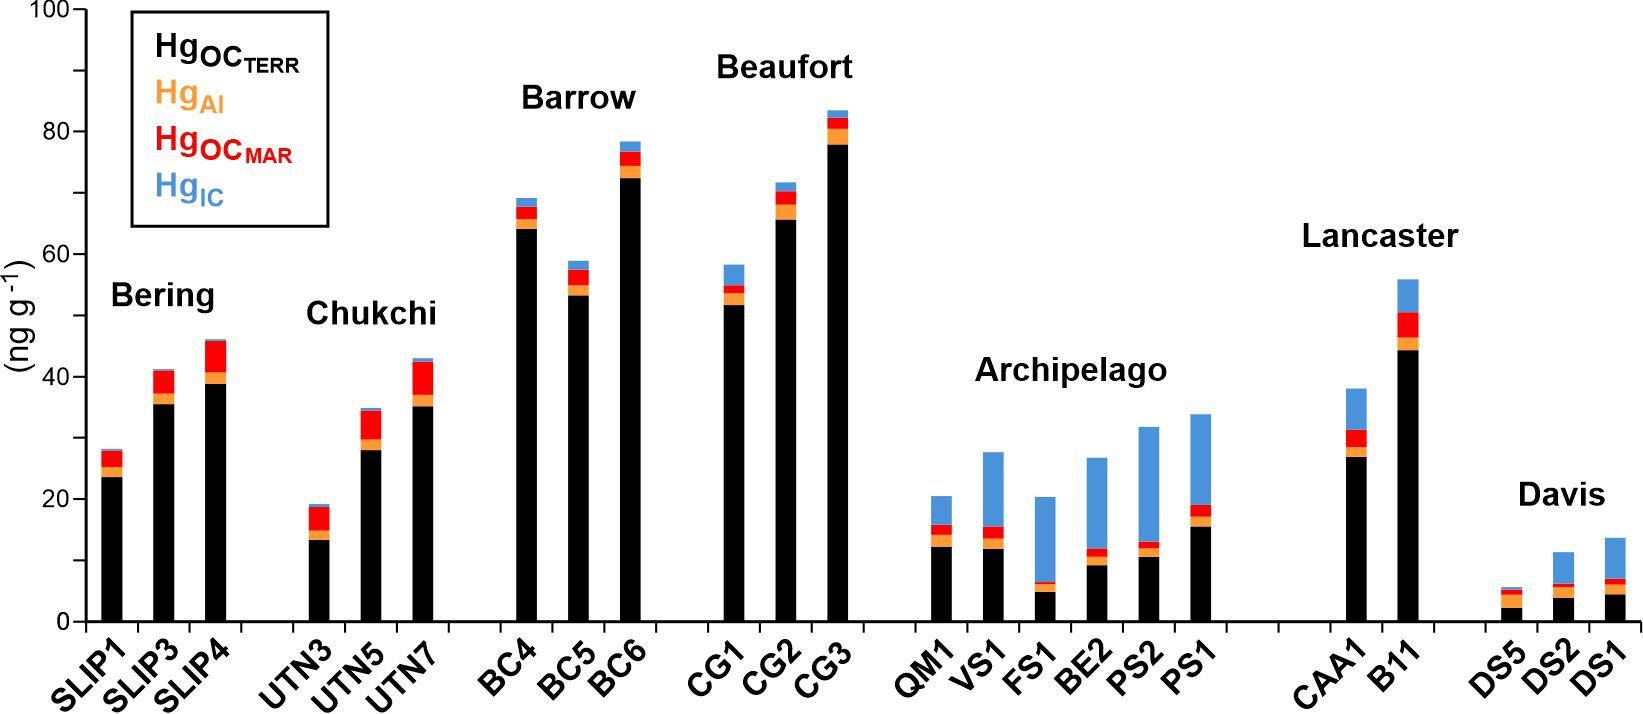 100
80
60
40
20
0
(ng g-1)
HgOCTERR
HgAl
HgOCMAR
HgIC
Bering
Chukchi
Barrow
Beaufort
Archipelago
Lancaster
Davis
SLIP1 SLIP3 SLIP4 UTN3 UTN5 UTN7 BC4 BC5 BC6 CG1 CG2 CG3 QM1 VS1 FS1 BE2 PS2 PS1 CAA1 B11 DS5 DS2 DS1